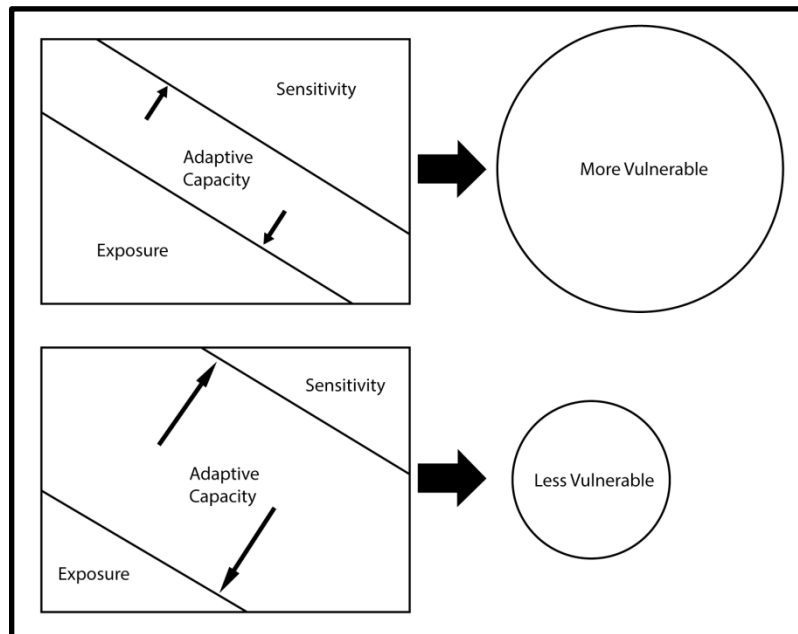 Sensitivity
Adaptive
Capacity
Exposure
More Vulnerable
Sensitivity
Adaptive
Capacity
Exposure
Less Vulnerable